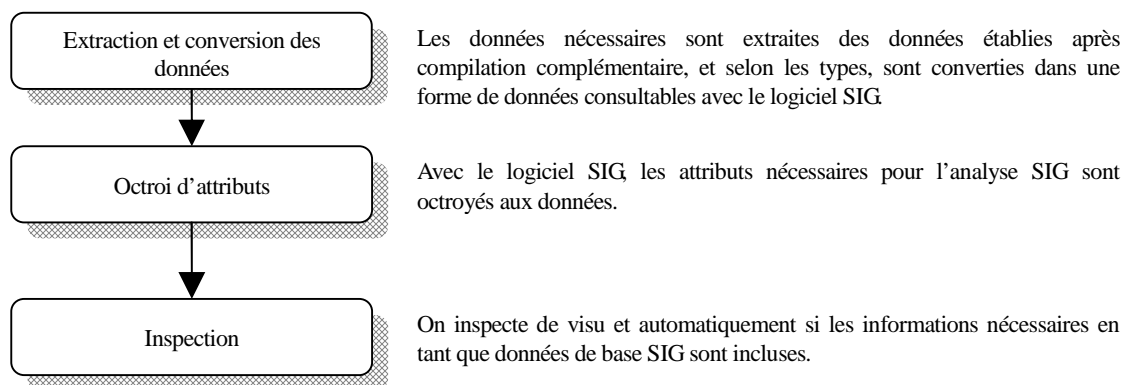 Extraction et conversion des
données
Les données nécessaires sont extraites des données établies après
compilation complémentaire, et selon les types, sont converties dans une
forme de données consultables avec le logiciel SIG.
Octroi d'attributs
Avec le logiciel SIG, les attributs nécessaires pour l'analyse SIG sont
octroyés aux données.
Inspection
On inspecte de visu et automatiquement si les informations nécessaires en
tant que données de base SIG sont incluses.